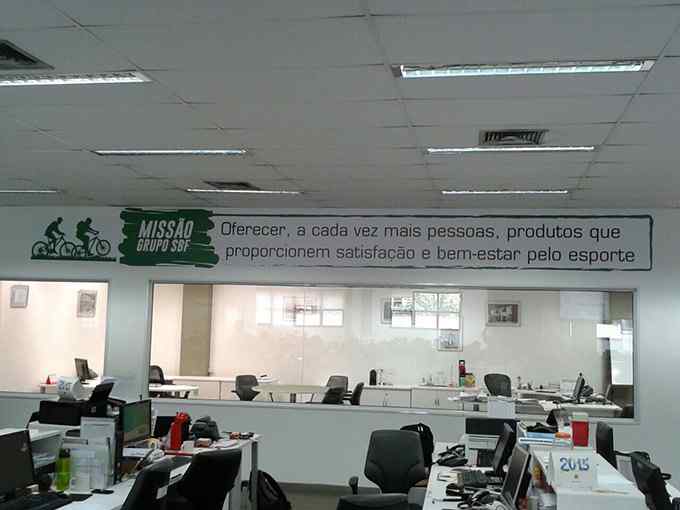 MISSÃO
GRUPO SBF
Oferecer, a cada vez mais pessoas, produtos que
proporcionem satisfação e bem-estar pelo esporte
2015